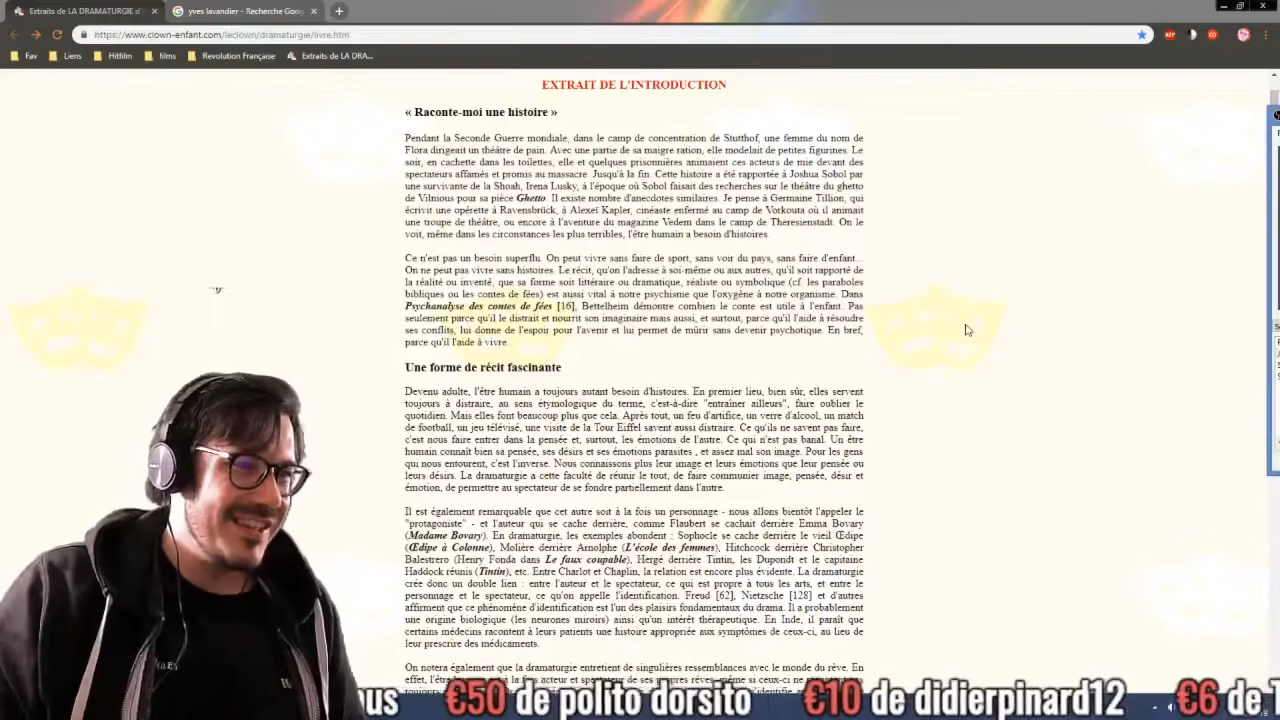 Extraits de LA DRAMATURGIE d'
yves lavandier - Recherche Goo
https://www.clown-enfant.com/leclown/dramaturgie/livre.htm
Fav Liens Hitfilm films Revolution Française Extraits de LA DRA...
EXTRAIT DE L'INTRODUCTION
« Raconte-moi une histoire »
Pendant la Seconde Guerre mondiale, dans le camp de concentration de Stutthof, une femme du nom de
Flora dirigeait un théâtre de pain. Avec une partie de sa maigre ration, elle modelait de petites figurines. Le
soir, en cachette dans les toilettes, elle et quelques prisonnières animaient ces acteurs de mie devant des
spectateurs affamés et promis au massacre. Jusqu'à la fin. Cette histoire a été rapportée à Joshua Sobol par
une survivante de la Shoah, Irena Lusky, à l'époque où Sobol faisait des recherches sur le théâtre du ghetto
de Vilnious pour sa pièce Ghetto. Il existe nombre d'anecdotes similaires. Je pense à Germaine Tillion, qui
écrivit une opérette à Ravensbrück, à Alexeï Kapler, cinéaste enfermé au camp de Vorkouta où il animait
une troupe de théâtre, ou encore à l'aventure du magazine Vedem dans le camp de Theresienstadt. On le
voit, même dans les circonstances les plus terribles, l'être humain a besoin d'histoires.
Ce n'est pas un besoin superflu. On peut vivre sans faire de sport, sans voir du pays, sans faire d'enfant...
On ne peut pas vivre sans histoires. Le récit, qu'on l'adresse à soi-même ou aux autres, qu'il soit rapporté de
la réalité ou inventé, que sa forme soit littéraire ou dramatique, réaliste ou symbolique (cf. les paraboles
bibliques ou les contes de fées) est aussi vital à notre psychisme que l'oxygène à notre organisme. Dans
Psychanalyse des contes de fées [16], Bettelheim démontre combien le conte est utile à l'enfant. Pas
seulement parce qu'il le distrait et nourrit son imaginaire mais aussi, et surtout, parce qu'il l'aide à résoudre
ses conflits, lui donne de l'espoir pour l'avenir et lui permet de mûrir sans devenir psychotique. En bref,
parce qu'il l'aide à vivre.
Une forme de récit fascinante
Devenu adulte, l'être humain a toujours autant besoin d'histoires. En premier lieu, bien sûr, elles servent
toujours à distraire, au sens étymologique du terme, c'est-à-dire "entraîner ailleurs", faire oublier le
quotidien. Mais elles font beaucoup plus que cela. Après tout, un feu d'artifice, un verre d'alcool, un match
de football, un jeu télévisé, une visite de la Tour Eiffel savent aussi distraire. Ce qu'ils ne savent pas faire,
c'est nous faire entrer dans la pensée et, surtout, les émotions de l'autre. Ce qui n'est pas banal. Un être
humain connaît bien sa pensée, ses désirs et ses émotions parasites , et assez mal son image. Pour les gens
qui nous entourent, c'est l'inverse. Nous connaissons plus leur image et leurs émotions que leur pensée ou
leurs désirs. La dramaturgie a cette faculté de réunir le tout, de faire communier image, pensée, désir et
émotion, de permettre au spectateur de se fondre partiellement dans l'autre.
Il est également remarquable que cet autre soit à la fois un personnage - nous allons bientôt l'appeler le
"protagoniste" - et l'auteur qui se cache derrière, comme Flaubert se cachait derrière Emma Bovary
(Madame Bovary). En dramaturgie, les exemples abondent : Sophocle se cache derrière le vieil Œdipe
(Œdipe à Colonne), Molière derrière Arnolphe (L'école des femmes), Hitchcock derrière Christopher
Balestrero (Henry Fonda dans Le faux coupable), Hergé derrière Tintin, les Dupondt et le capitaine
Haddock réunis (Tintin), etc. Entre Charlot et Chaplin, la relation est encore plus évidente. La dramaturgie
crée donc un double lien : entre l'auteur et le spectateur, ce qui est propre à tous les arts, et entre le
personnage et le spectateur, ce qu'on appelle l'identification. Freud [62], Nietzsche [128] et d'autres
affirment que ce phénomène d'identification est l'un des plaisirs fondamentaux du drama. Il a probablement
une origine biologique (les neurones miroirs) ainsi qu'un intérêt thérapeutique. En Inde, il paraît que
certains médecins racontent à leurs patients une histoire appropriée aux symptômes de ceux-ci, au lieu de
leur prescrire des médicaments.
On notera également que la dramaturgie entretient de singulières ressemblances avec le monde du rêve. En
effet, l'être
ous €50 de polito dorsito €10 de didierpinard12 €6 de